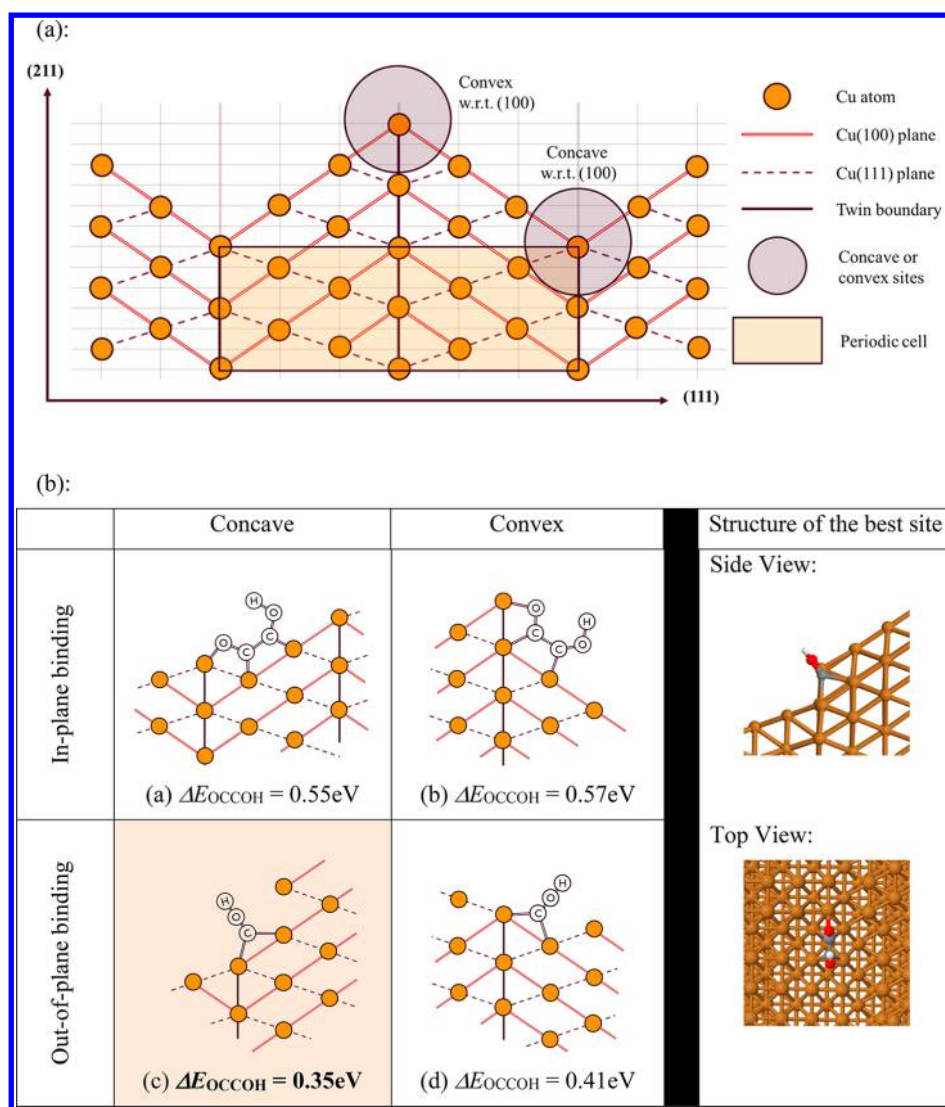 (a):
(211)
Convex
w.r.t. (100)
Concave
w.r.t. (100)
(111)
Cu atom
Cu(100) plane
Cu(111) plane
Twin boundary
Concave or
convex sites
Periodic cell
(b):
Concave
Convex
Structure of the best site
In-plane binding
H
O
O
C
C
(a) ΔEOCCOH = 0.55eV
O
H
O
C
C
(b) ΔEOCCOH = 0.57eV
Side View:
Out-of-plane binding
H
O
C
(c) ΔEOCCOH = 0.35eV
H
O
C
(d) ΔEOCCOH = 0.41eV
Top View: